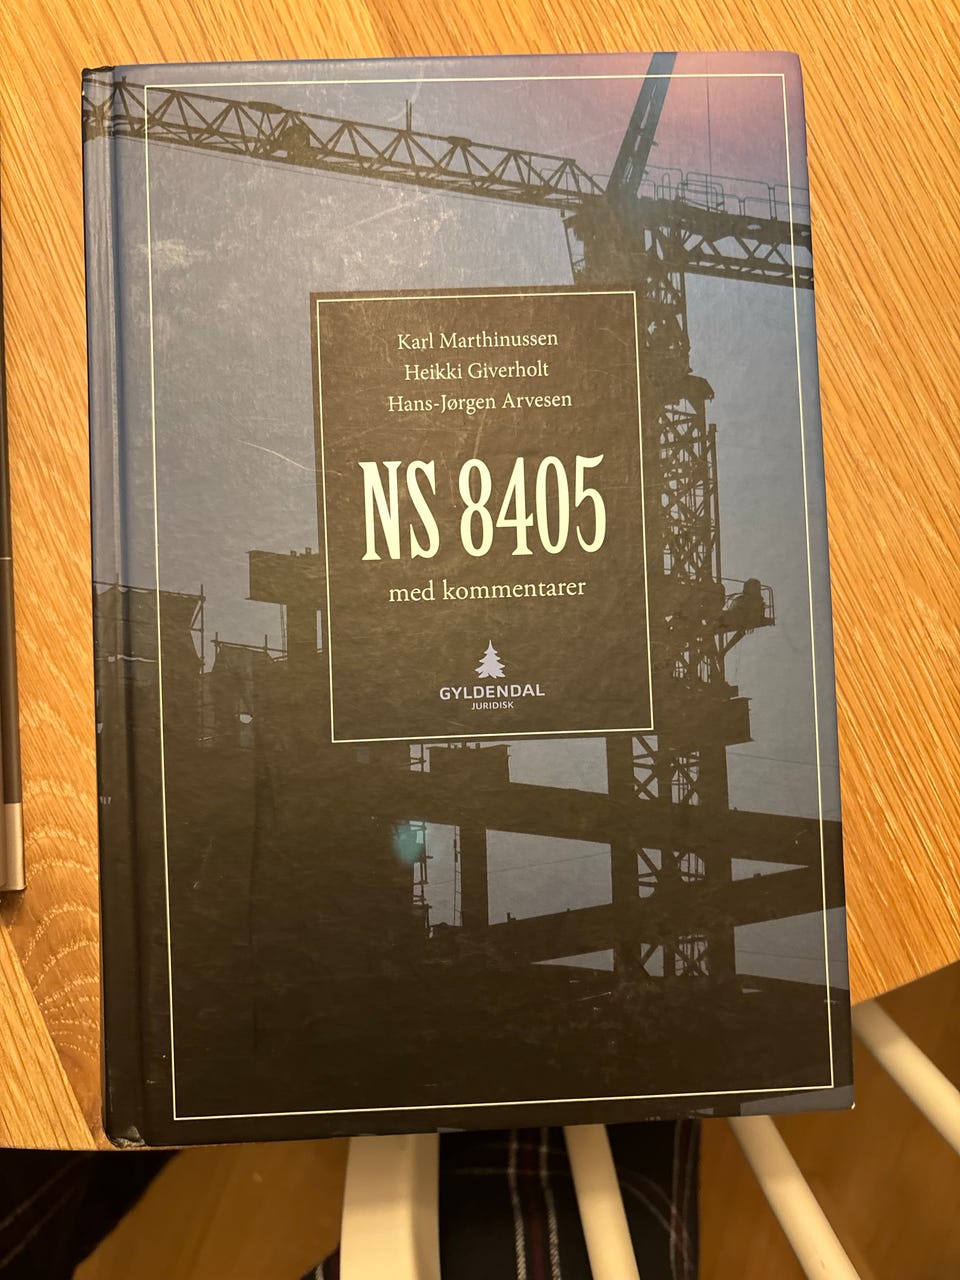 Karl Marthinussen
Heikki Giverholt
Hans-Jørgen Arvesen
NS 8405
med kommentarer
GYLDENDAL
JURIDISK